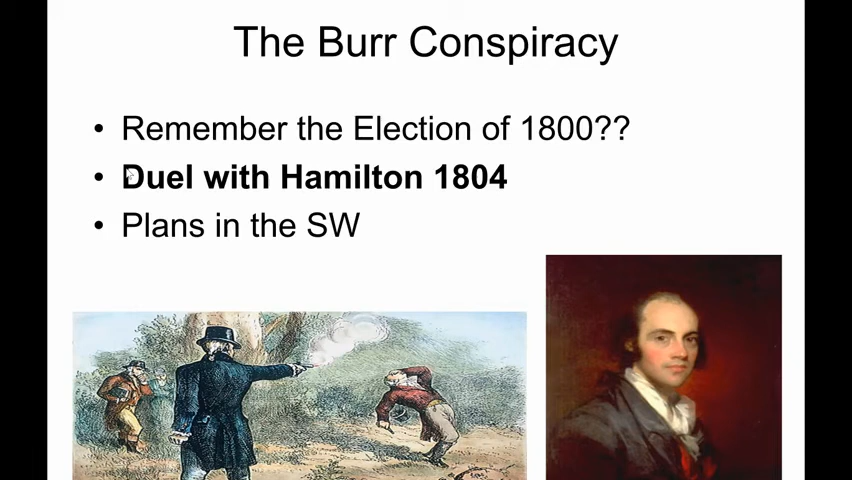 The Burr Conspiracy
• Remember the Election of 1800??
• Duel with Hamilton 1804
• Plans in the SW